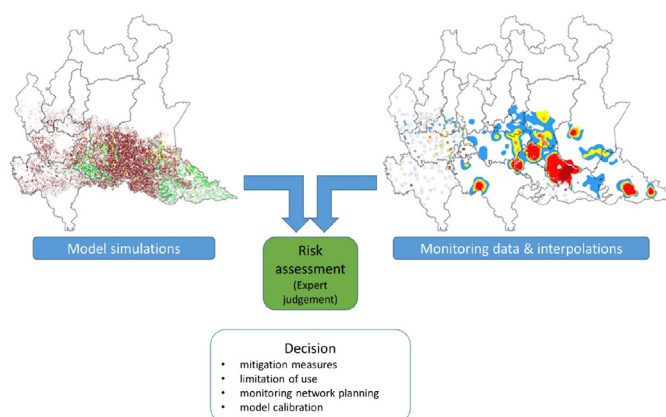 Model simulations
Monitoring data & interpolations
Risk
assessment
(Expert
judgement)
Decision
• mitigation measures
• limitation of use
• monitoring network planning
• model calibration